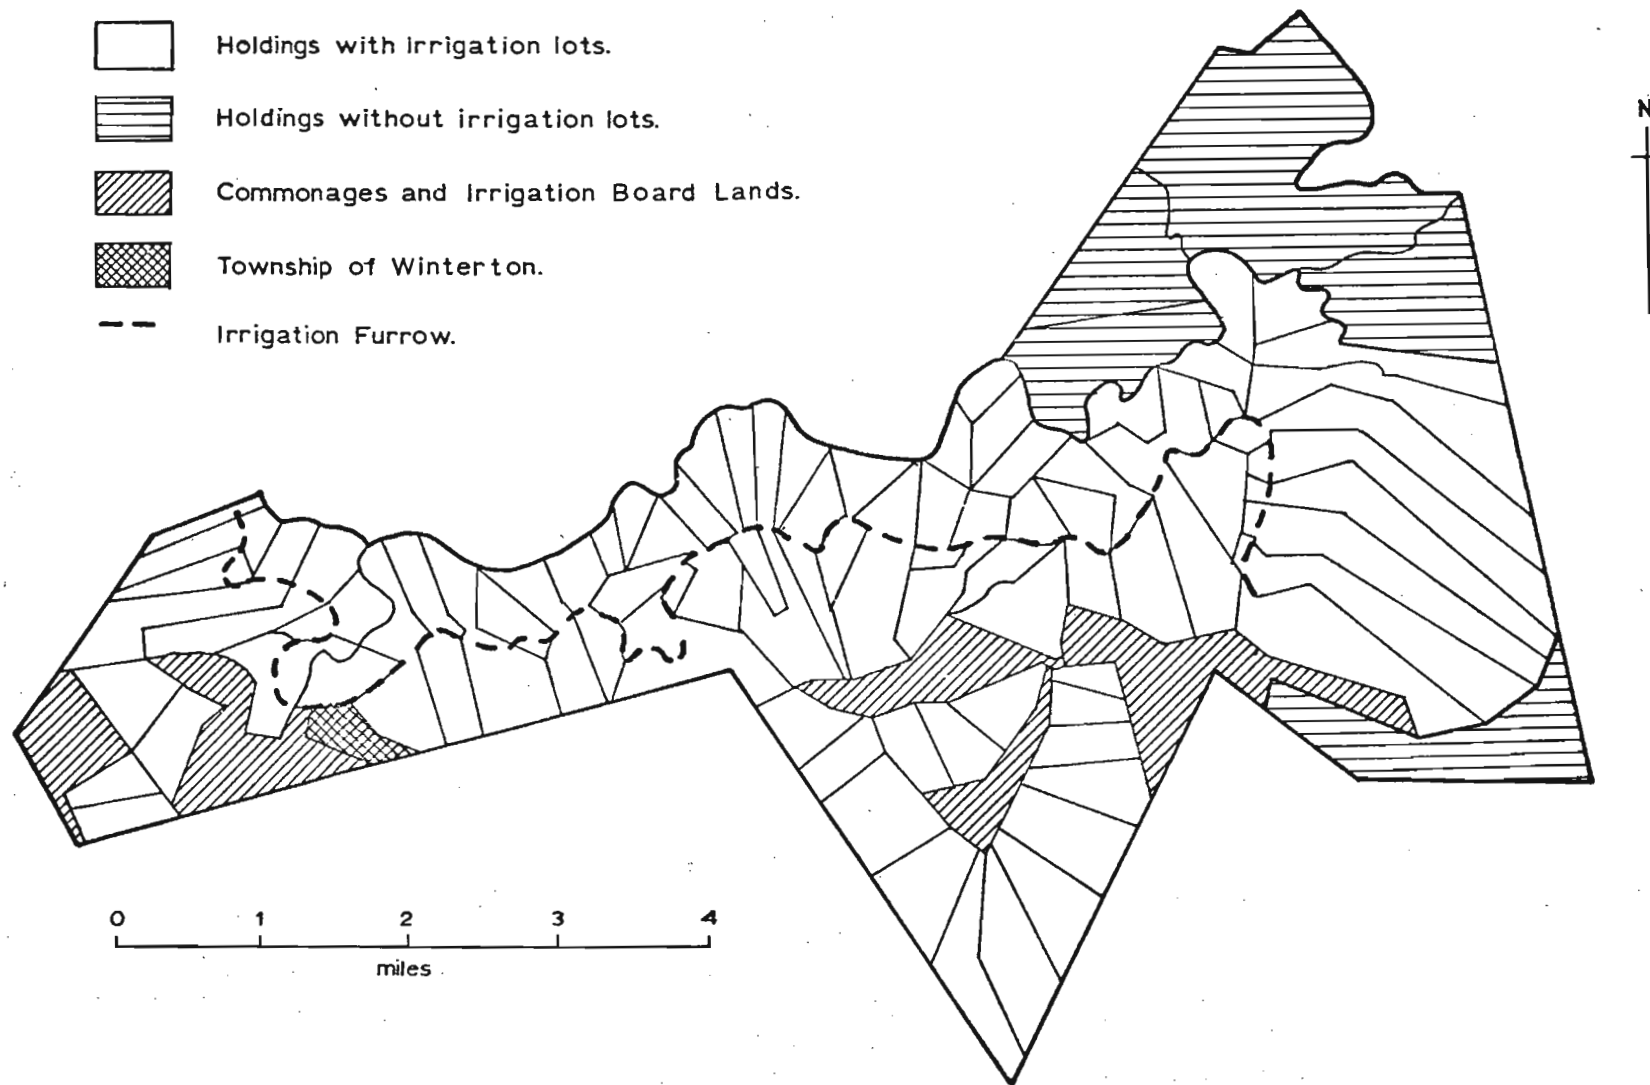 Holdings with irrigation lots.
Holdings without irrigation lots.
Commonages and Irrigation Board Lands.
Township of Winterton.
Irrigation Furrow.
N
0 1 2 3 4
miles